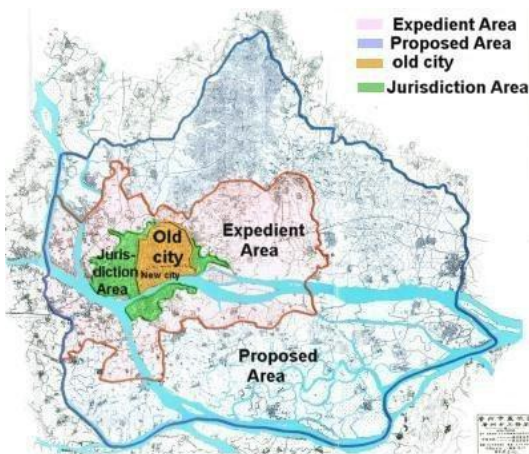 Expedient Area
Proposed Area
old city
Jurisdiction Area
Old
city
Expedient
Area
Juris-
diction
Area
New city
Proposed
Area